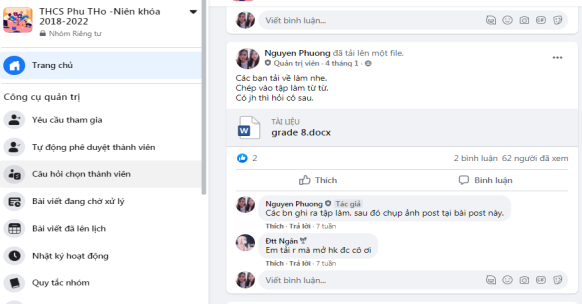 THCS Phu THo -Niên khóa
2018-2022
Nhóm Riêng tư
Trang chủ
Công cụ quản trị
Yêu cầu tham gia
Tự động phê duyệt thành viên
Câu hỏi chọn thành viên
Bài viết đang chờ xử lý
Bài viết đã lên lịch
Nhật ký hoạt động
Quy tắc nhóm
Viết bình luận...
Nguyen Phuong đã tải lên một file.
Quản trị viên · 4 tháng 1 ·
Các bạn tải về làm nhe.
Chép vào tập làm từ từ.
Có jh thì hỏi cô sau.
TÀI LIỆU
grade 8.docx
2
2 bình luận 62 người đã xem
Thích
Bình luận
Nguyen Phuong Tác giả
Các bn ghi ra tập làm. sau đó chụp ảnh post tại bài post này.
Thích · Trả lời · 7 tuần
Đtt Ngân
Em tải r mà mở hk đc cô ơi
Thích · Trả lời · 7 tuần
Viết bình luận...